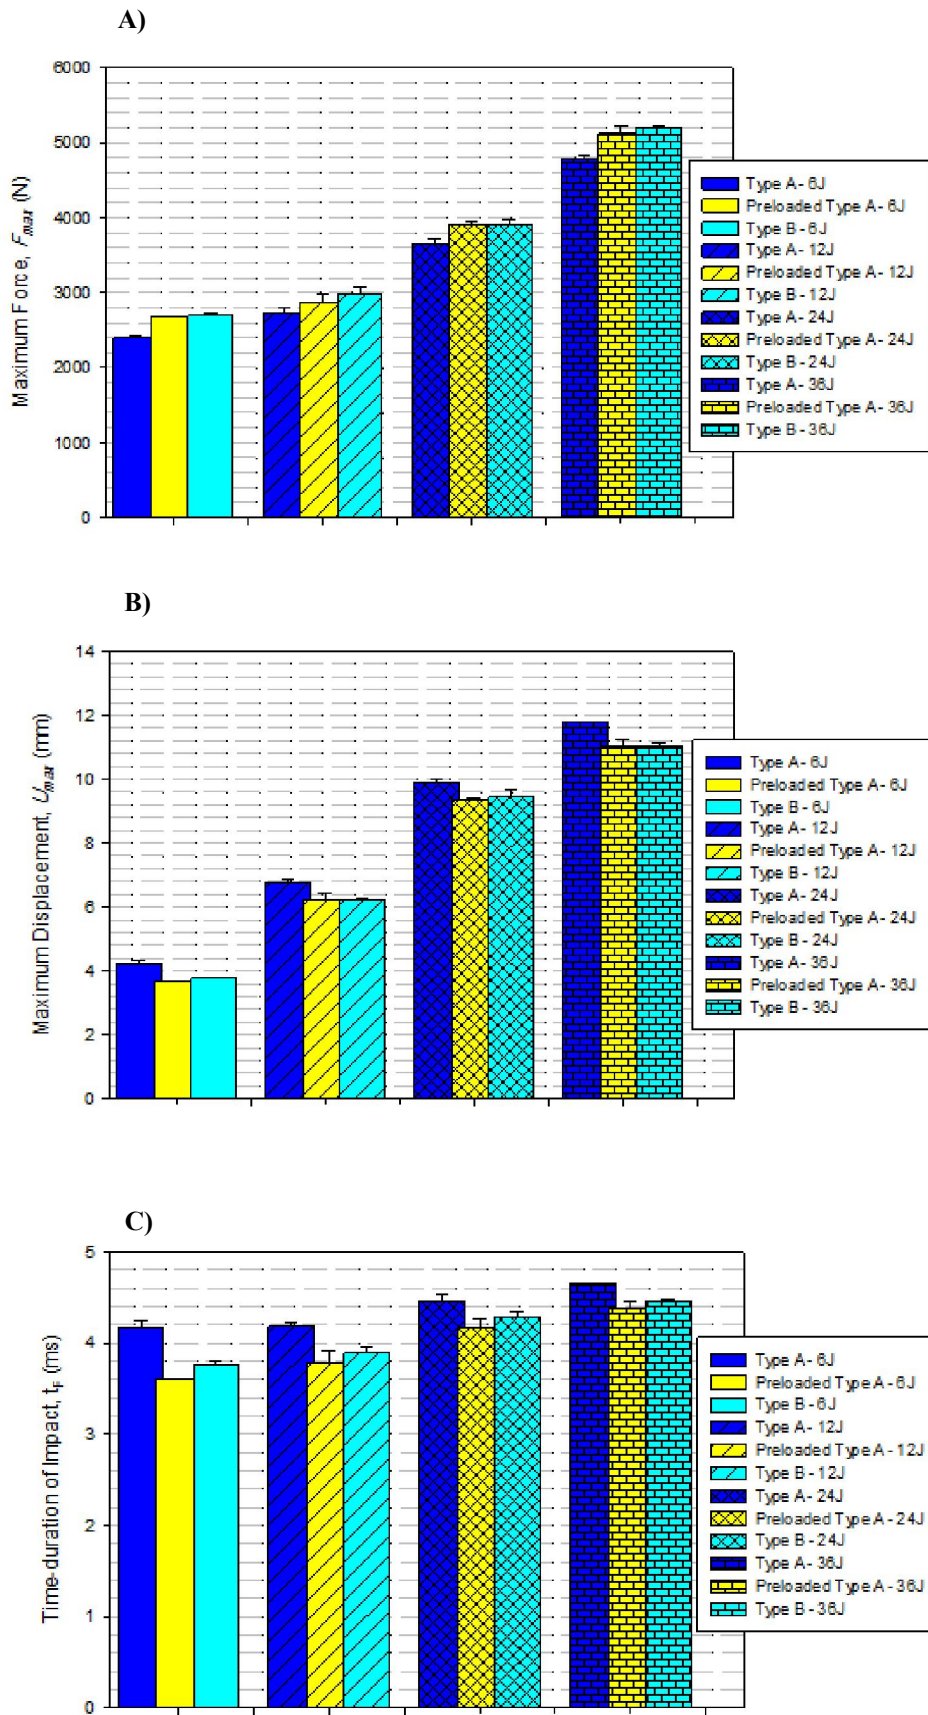 A)
6000
5000
4000
3000
2000
1000
0
Maximum Force, Fmax (N)
Type A - 6J
Preloaded Type A - 6J
Type B - 6J
Type A - 12J
Preloaded Type A - 12J
Type B - 12J
Type A - 24J
Preloaded Type A - 24J
Type B - 24J
Type A - 36J
Preloaded Type A - 36J
Type B - 36J
B)
14
12
10
8
6
4
2
0
Maximum Displacement, Umax (mm)
Type A - 6J
Preloaded Type A - 6J
Type B - 6J
Type A - 12J
Preloaded Type A - 12J
Type B - 12J
Type A - 24J
Preloaded Type A - 24J
Type B - 24J
Type A - 36J
Preloaded Type A - 36J
Type B - 36J
C)
5
4
3
2
1
0
Time-duration of Impact, tF (ms)
Type A - 6J
Preloaded Type A - 6J
Type B - 6J
Type A - 12J
Preloaded Type A - 12J
Type B - 12J
Type A - 24J
Preloaded Type A - 24J
Type B - 24J
Type A - 36J
Preloaded Type A - 36J
Type B - 36J